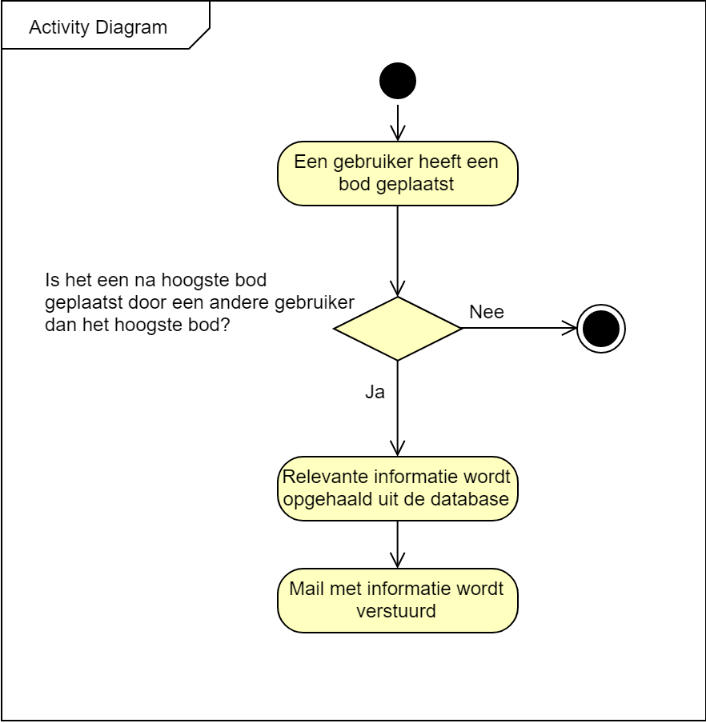 Activity Diagram
Een gebruiker heeft een
bod geplaatst
Is het een na hoogste bod
geplaatst door een andere gebruiker
dan het hoogste bod?
Nee
Ja
Relevante informatie wordt
opgehaald uit de database
Mail met informatie wordt
verstuurd